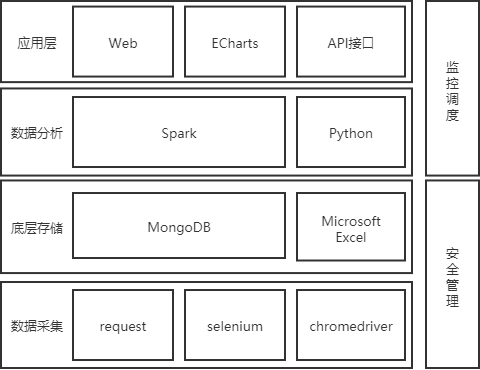 应用层
Web
ECharts
API接口
数据分析
Spark
Python
底层存储
MongoDB
Microsoft
Excel
数据采集
request
selenium
chromedriver
监控调度
安全管理